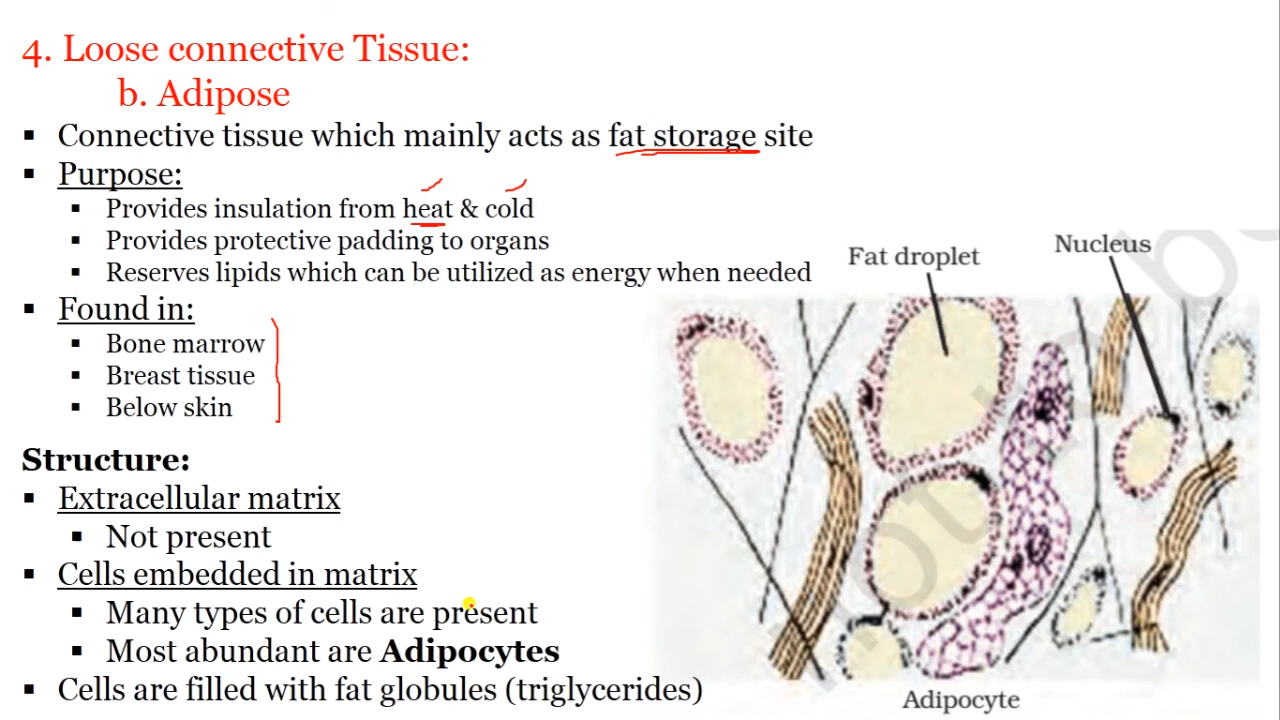 4. Loose connective Tissue:
b. Adipose
▪ Connective tissue which mainly acts as fat storage site
▪ Purpose:
▪ Provides insulation from heat & cold
▪ Provides protective padding to organs
▪ Reserves lipids which can be utilized as energy when needed
▪ Found in:
▪ Bone marrow
▪ Breast tissue
▪ Below skin
Structure:
▪ Extracellular matrix
▪ Not present
▪ Cells embedded in matrix
▪ Many types of cells are present
▪ Most abundant are Adipocytes
▪ Cells are filled with fat globules (triglycerides)
Fat droplet
Nucleus
Adipocyte